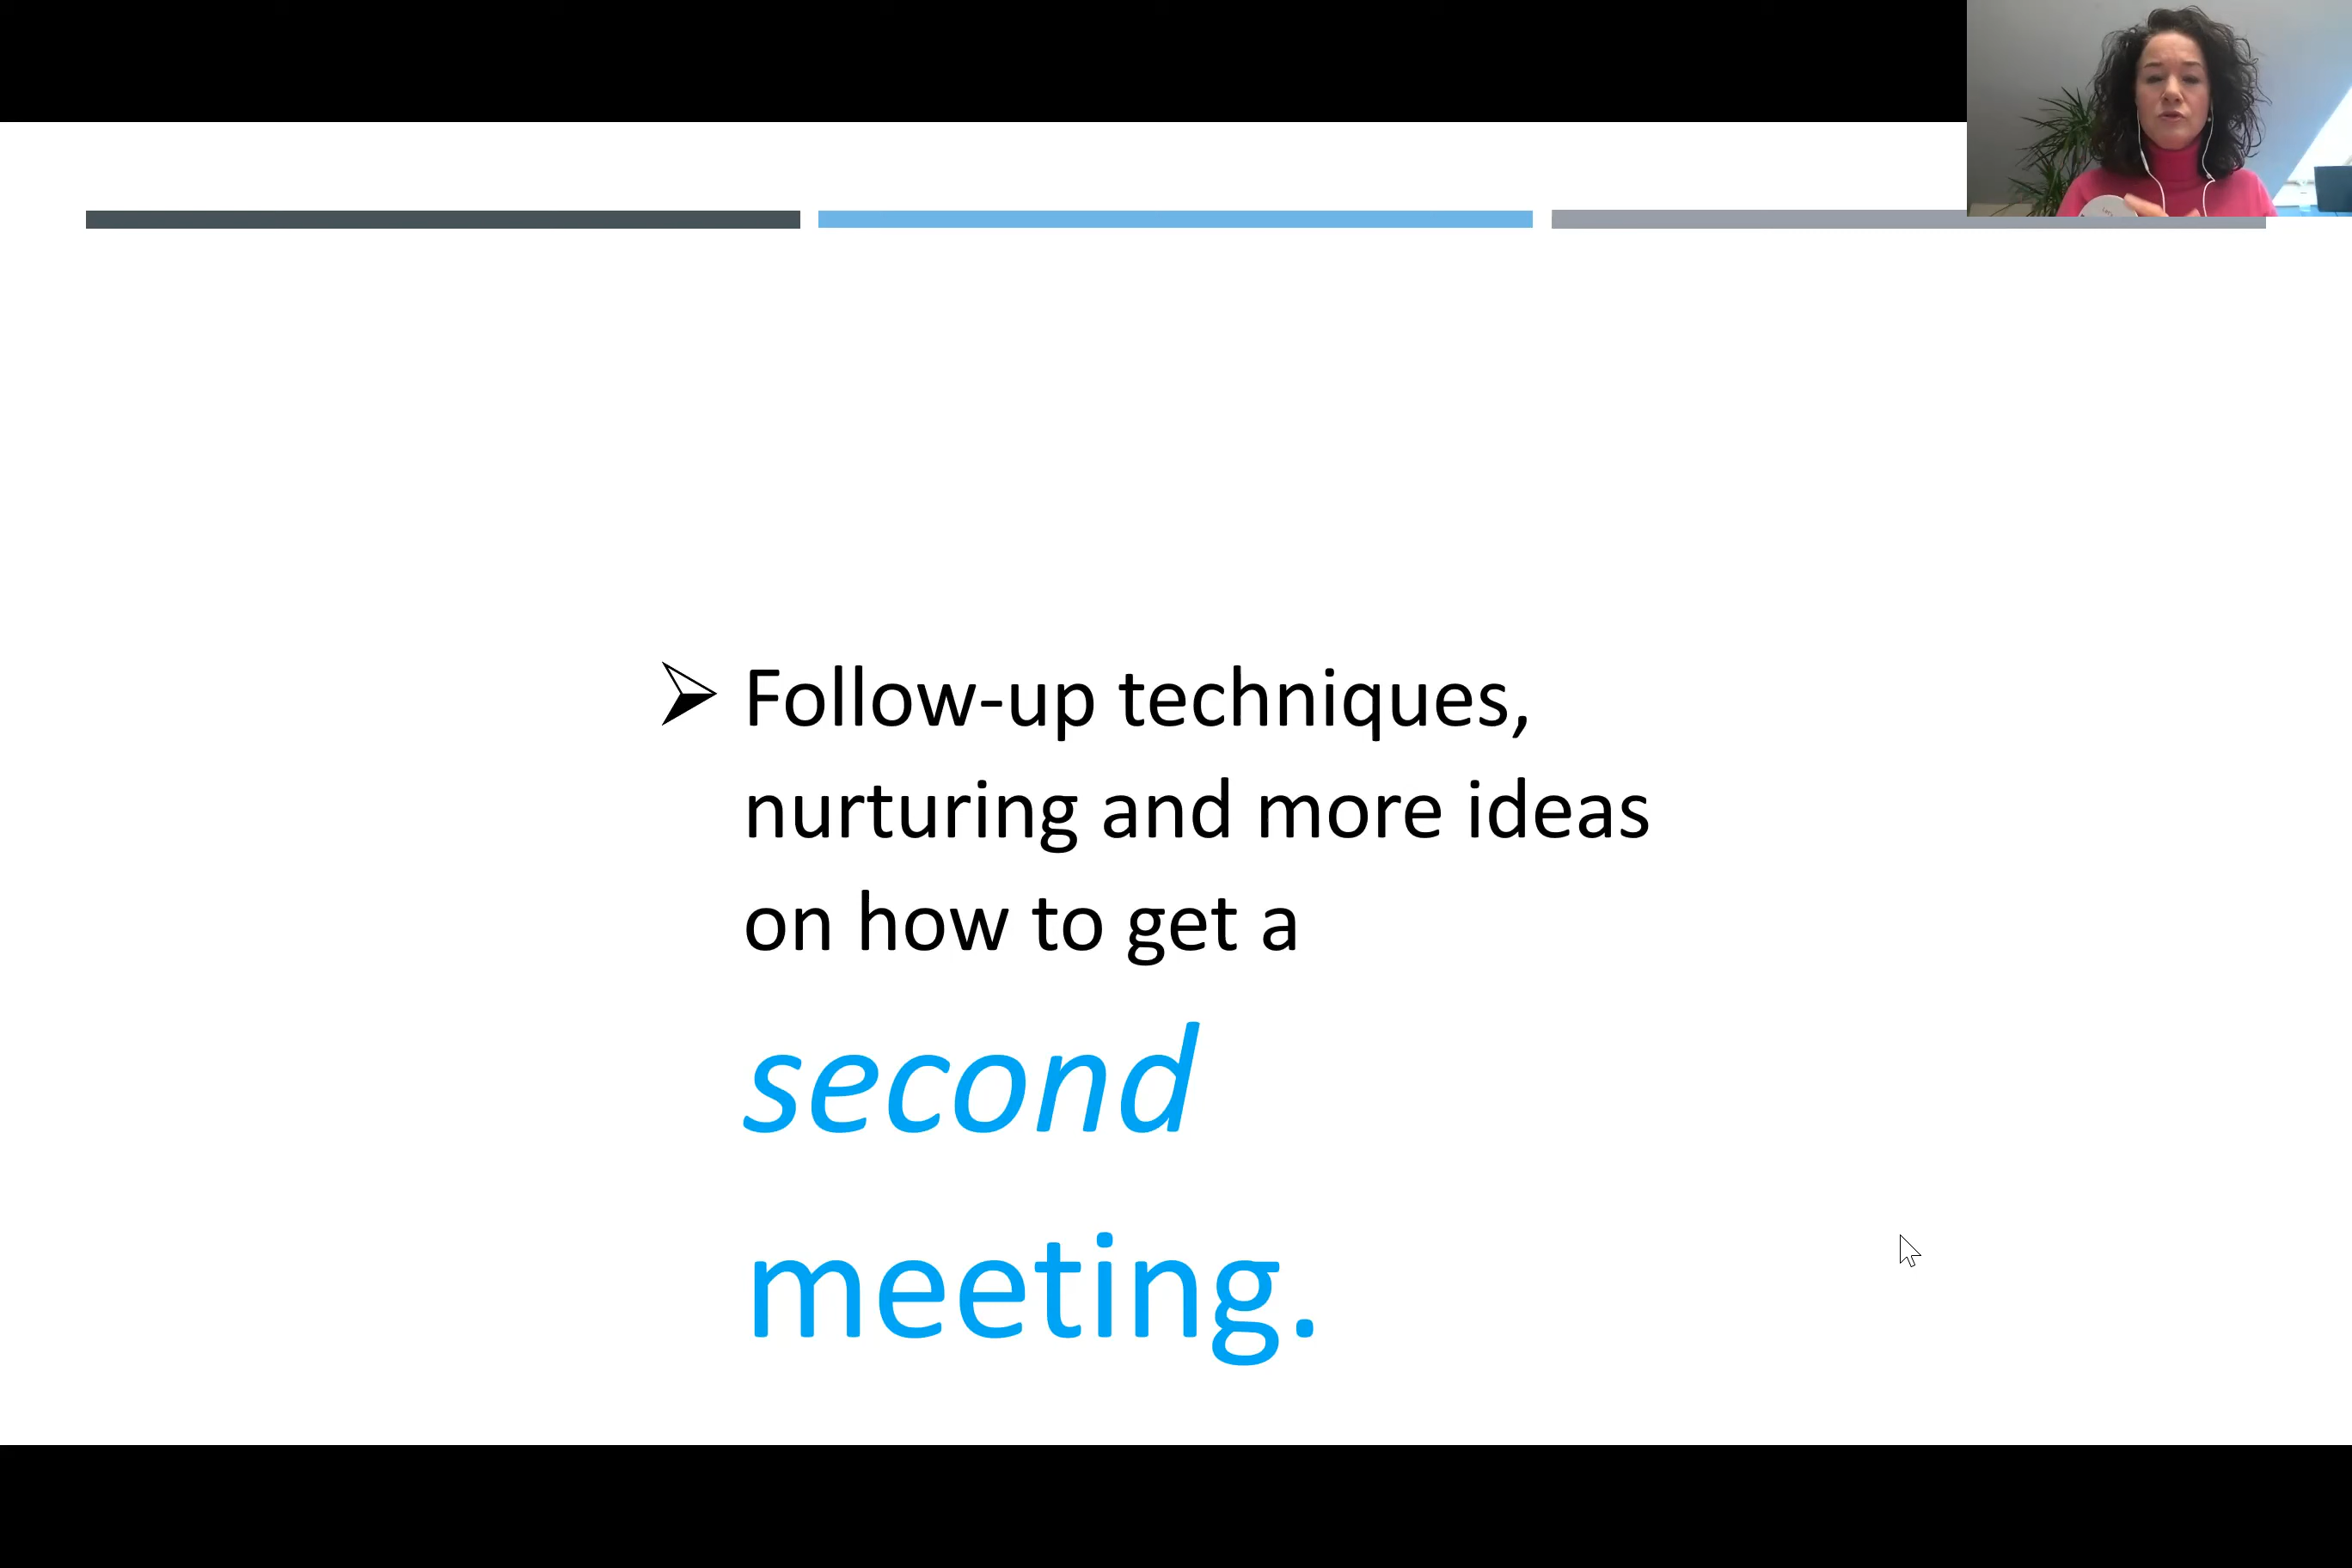 Follow-up techniques,
nurturing and more ideas
on how to get a
second
meeting.